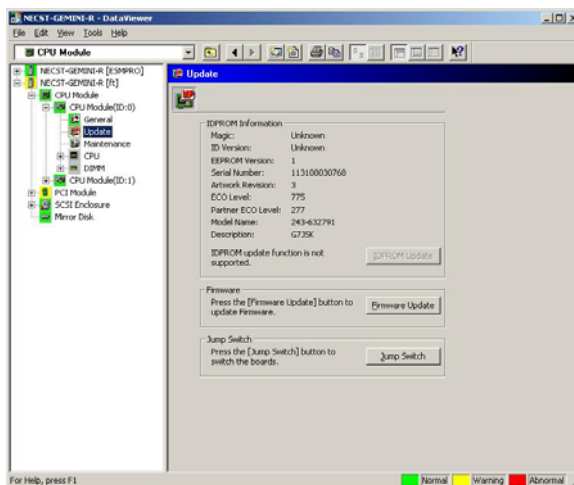 NECST-GEMINI-R - DataViewer
File Edit View Tools Help
CPU Module
NECST-GEMINI-R [ESMPRO]
NECST-GEMINI-R [ft]
CPU Module
CPU Module(ID:0)
General
Update
Maintenance
CPU
DIMM
CPU Module(ID:1)
PCI Module
SCSI Enclosure
Mirror Disk
Update
IDPROM Information
Magic: Unknown
ID Version: Unknown
EEPROM Version: 1
Serial Number: 113108030768
Artwork Revision: 3
ECO Level: 775
Partner ECO Level: 277
Model Name: 243-632791
Description: G7JSK
IDPROM update function is not
supported.
IDPROM Update
Firmware
Press the [Firmware Update] button to
update Firmware.
Firmware Update
Jump Switch
Press the [Jump Switch] button to
switch the boards.
Jump Switch
For Help, press F1
Normal Warning Abnormal